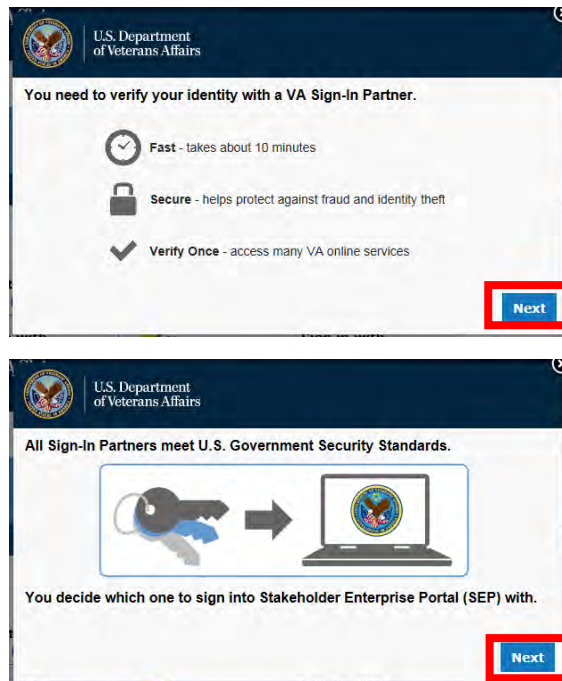 U.S. Department
of Veterans Affairs
You need to verify your identity with a VA Sign-In Partner.
Fast - takes about 10 minutes
Secure - helps protect against fraud and identity theft
Verify Once - access many VA online services
Next
U.S. Department
of Veterans Affairs
All Sign-In Partners meet U.S. Government Security Standards.
You decide which one to sign into Stakeholder Enterprise Portal (SEP) with.
Next